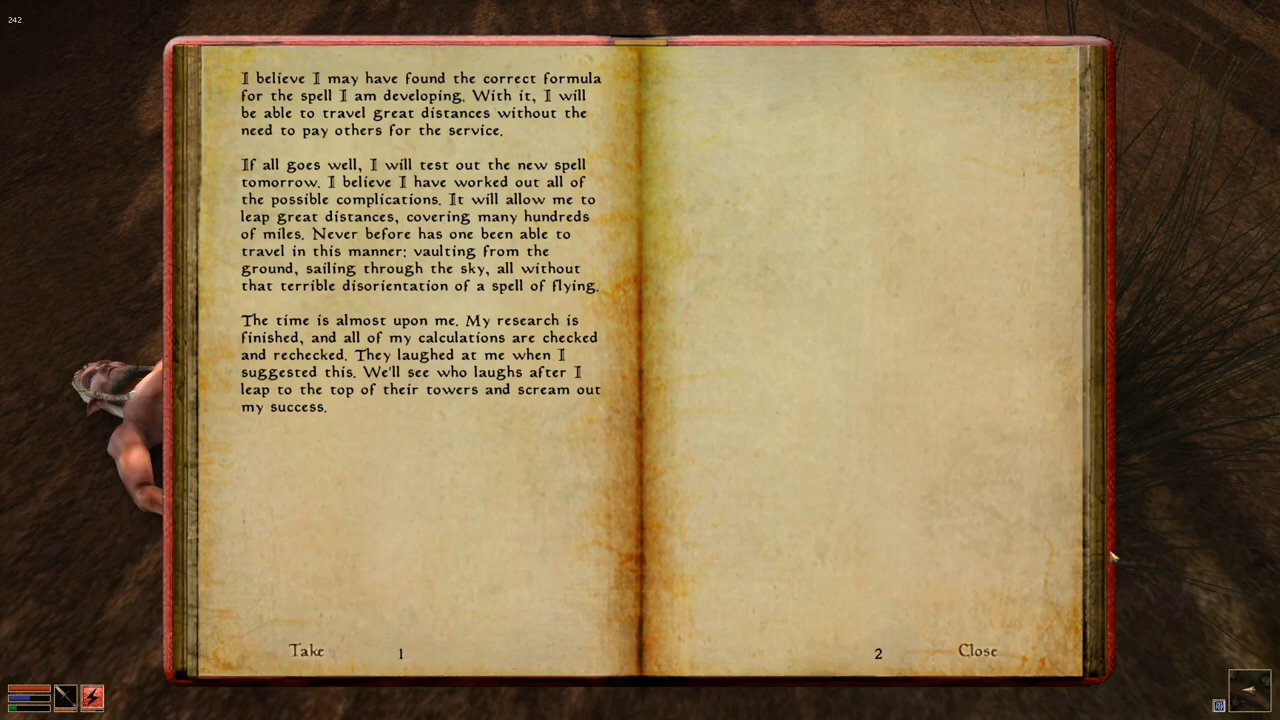 242
I believe I may have found the correct formula
for the spell I am developing. With it, I will
be able to travel great distances without the
need to pay others for the service.
If all goes well, I will test out the new spell
tomorrow. I believe I have worked out all of
the possible complications. It will allow me to
leap great distances, covering many hundreds
of miles. Never before has one been able to
travel in this manner: vaulting from the
ground, sailing through the sky, all without
that terrible disorientation of a spell of flying.
The time is almost upon me. My research is
finished, and all of my calculations are checked
and rechecked. They laughed at me when I
suggested this. We'll see who laughs after I
leap to the top of their towers and scream out
my success.
Take 1 2 Close